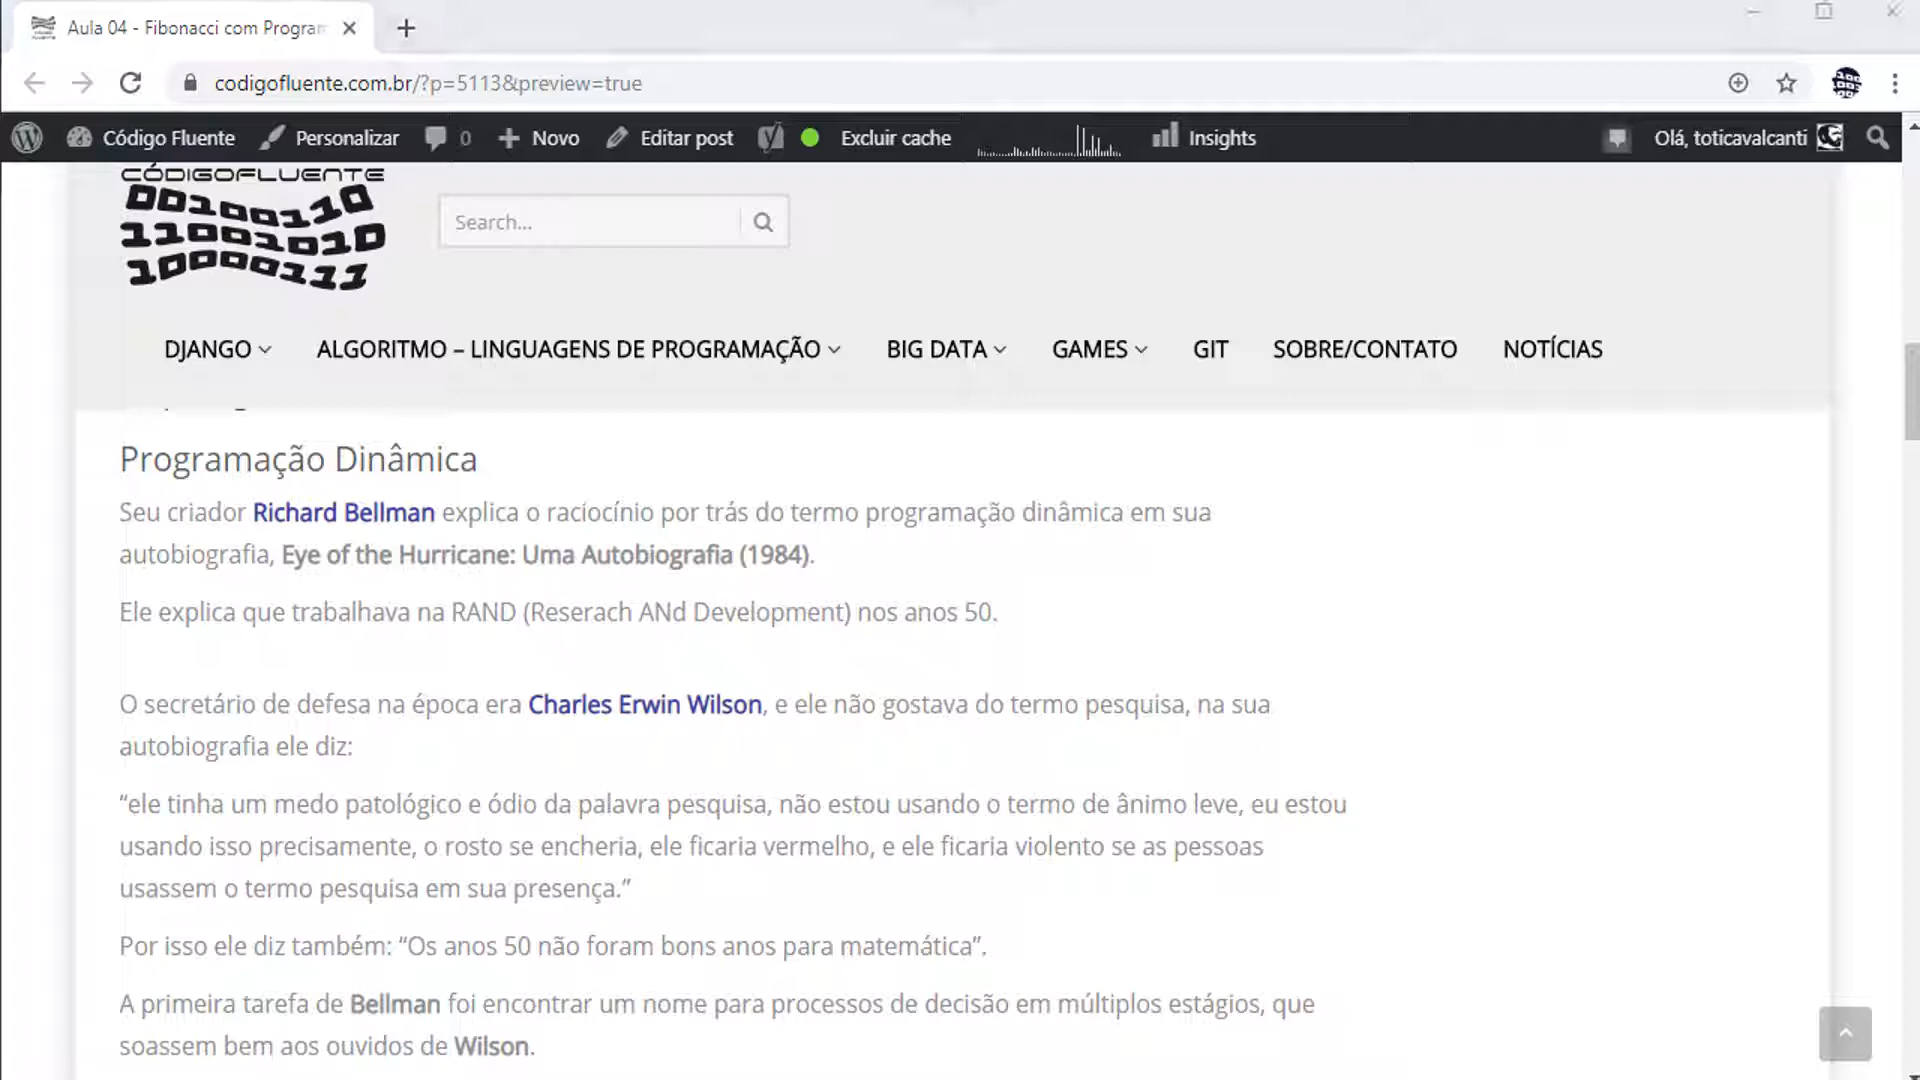 Aula 04 - Fibonacci com Program
codigofluente.com.br/?p=5113&preview=true
Código Fluente Personalizar 0 Novo Editar post Excluir cache Insights Olá, toticavalcanti
CÓDIGOFLUENTE
00100110
11001010
10000111
Search...
DJANGO ALGORITMO – LINGUAGENS DE PROGRAMAÇÃO BIG DATA GAMES GIT SOBRE/CONTATO NOTÍCIAS
Programação Dinâmica
Seu criador Richard Bellman explica o raciocínio por trás do termo programação dinâmica em sua
autobiografia, Eye of the Hurricane: Uma Autobiografia (1984).
Ele explica que trabalhava na RAND (Reserach ANd Development) nos anos 50.
O secretário de defesa na época era Charles Erwin Wilson, e ele não gostava do termo pesquisa, na sua
autobiografia ele diz:
“ele tinha um medo patológico e ódio da palavra pesquisa, não estou usando o termo de ânimo leve, eu estou
usando isso precisamente, o rosto se encheria, ele ficaria vermelho, e ele ficaria violento se as pessoas
usassem o termo pesquisa em sua presença.”
Por isso ele diz também: “Os anos 50 não foram bons anos para matemática”.
A primeira tarefa de Bellman foi encontrar um nome para processos de decisão em múltiplos estágios, que
soassem bem aos ouvidos de Wilson.